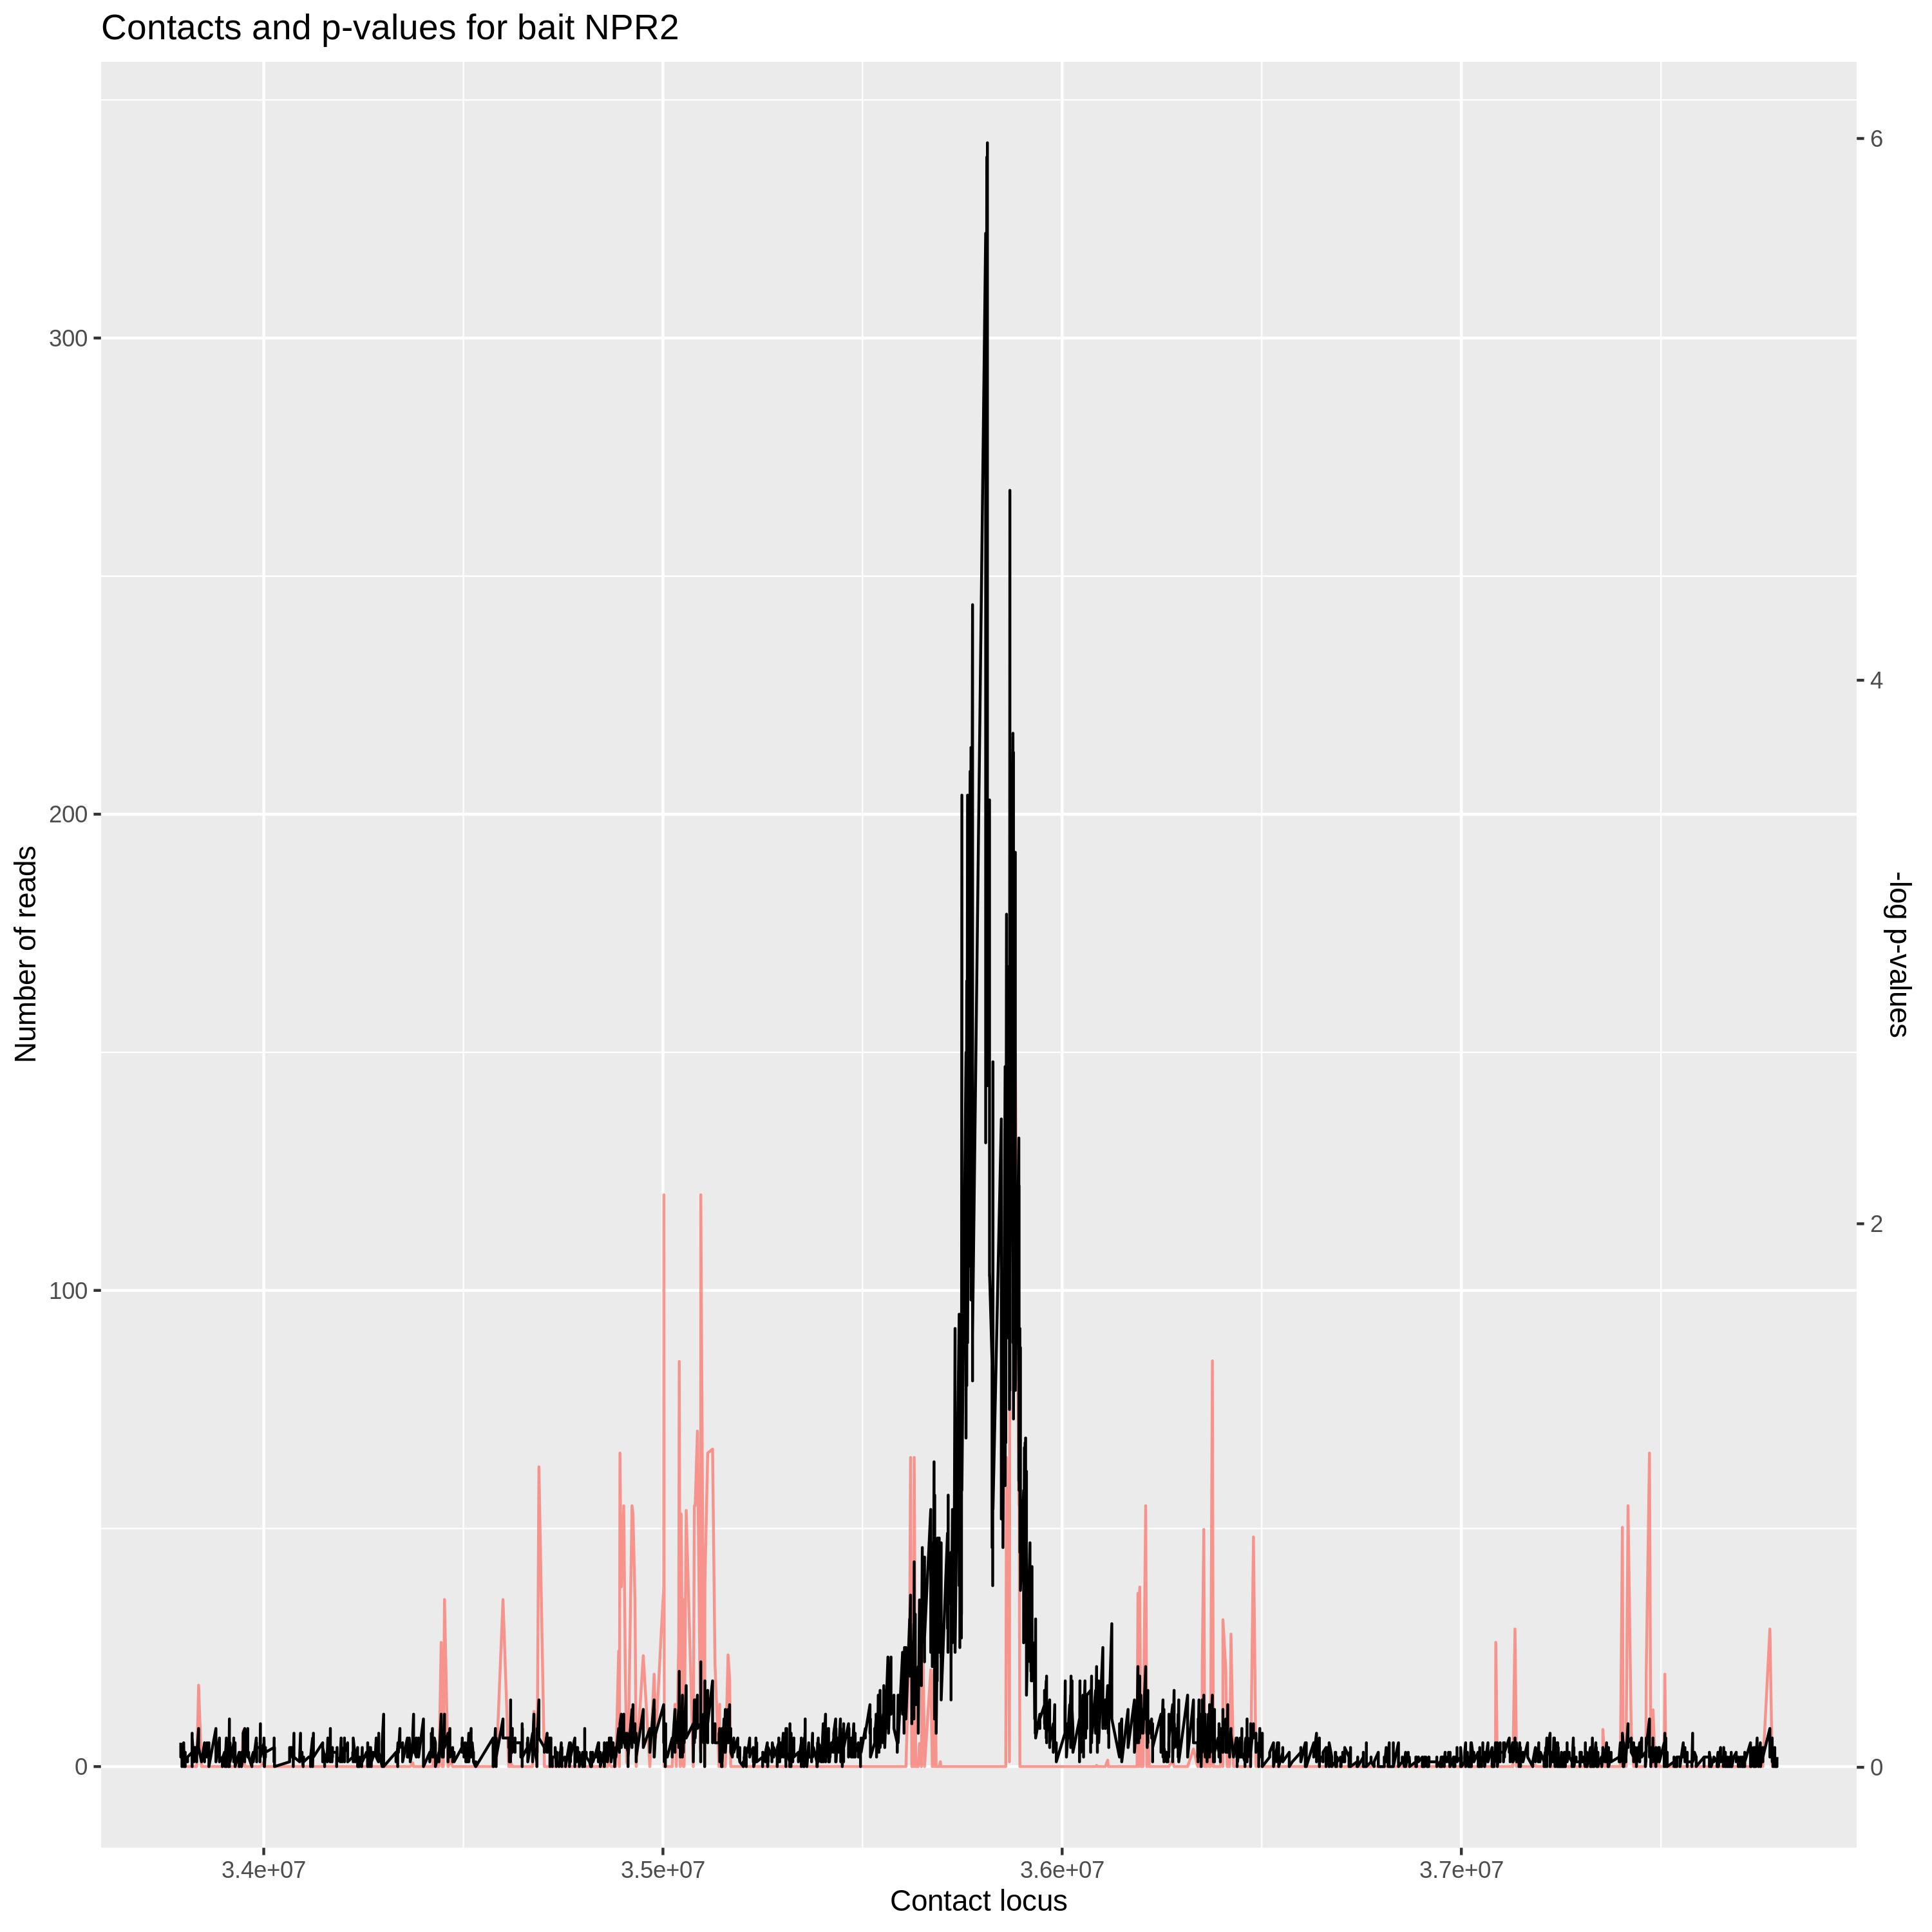 Contacts and p-values for bait NPR2
300
200
100
0
Number of reads
6
4
2
0
-log p-values
3.4e+07
3.5e+07
3.6e+07
3.7e+07
Contact locus